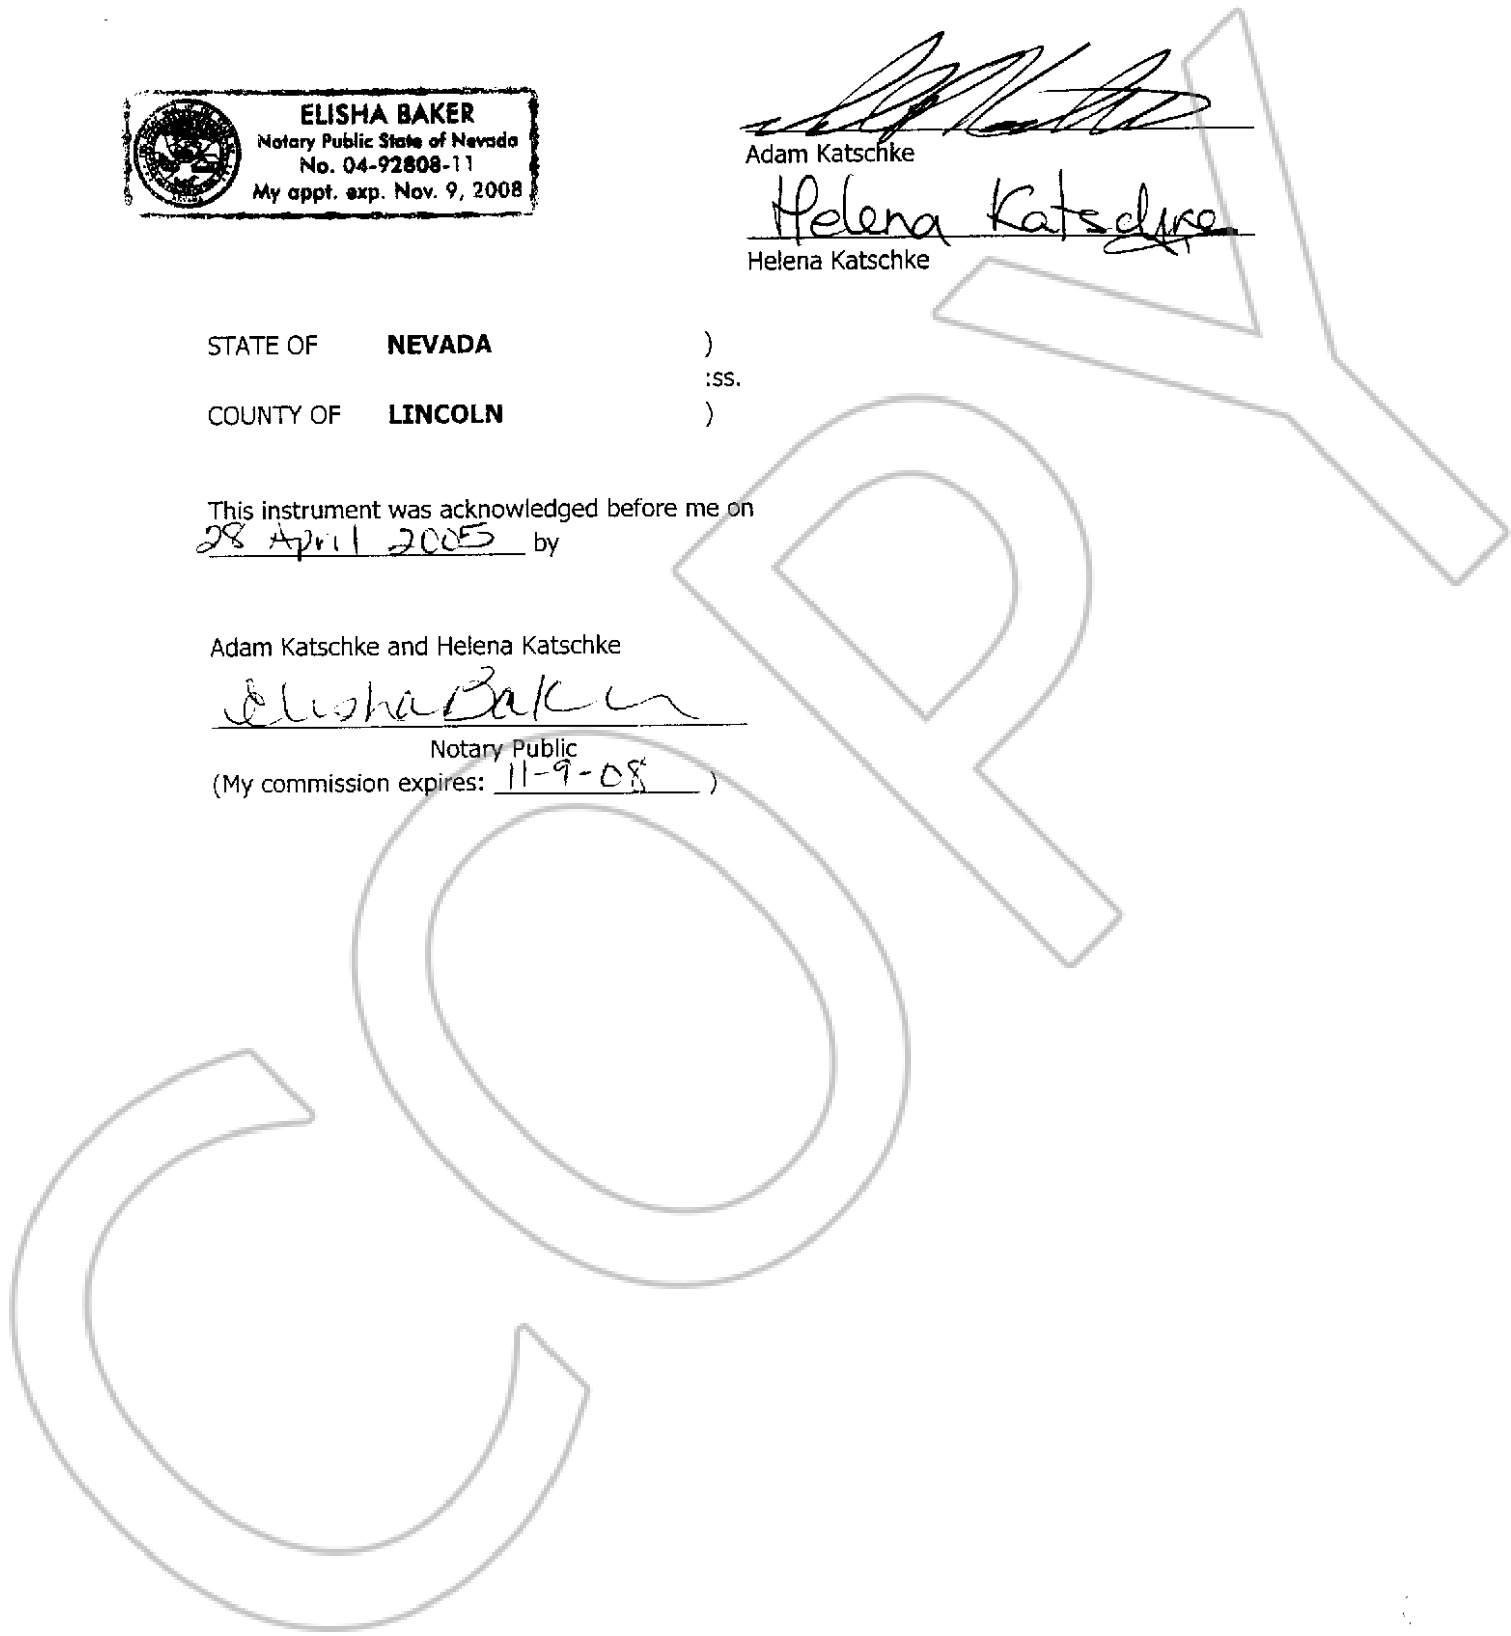 ELISHA BAKER
Notary Public State of Nevada
No. 04-92808-11
My appt. exp. Nov. 9, 2008
Adam Katschke
Helena Katschke
Helena Katschke
STATE OF NEVADA )
:ss.
COUNTY OF LINCOLN )
This instrument was acknowledged before me on
28 April 2005 by
Adam Katschke and Helena Katschke
Elisha Baker
Notary Public
(My commission expires: 11-9-08 )
COPY